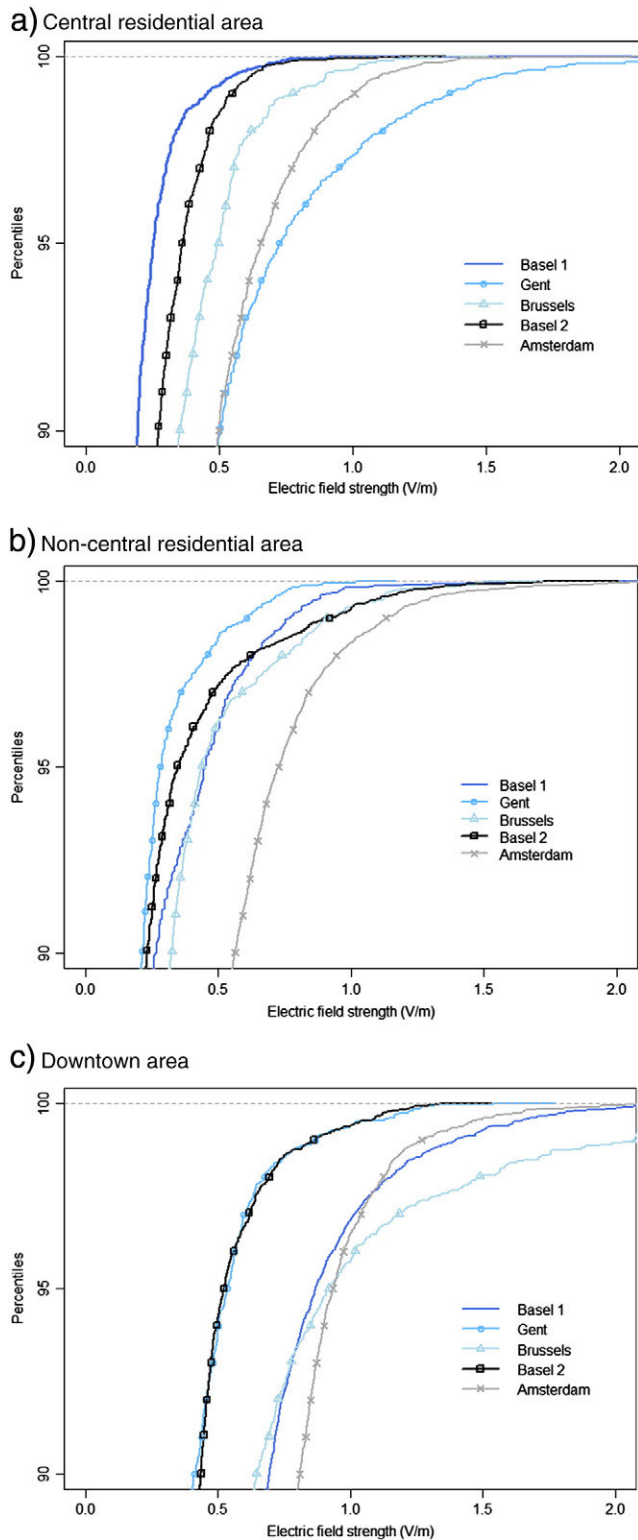 a) Central residential area
100
95
90
Percentiles
Basel 1
Gent
Brussels
Basel 2
Amsterdam
0.0 0.5 1.0 1.5 2.0
Electric field strength (V/m)
b) Non-central residential area
100
95
90
Percentiles
Basel 1
Gent
Brussels
Basel 2
Amsterdam
0.0 0.5 1.0 1.5 2.0
Electric field strength (V/m)
c) Downtown area
100
95
90
Percentiles
Basel 1
Gent
Brussels
Basel 2
Amsterdam
0.0 0.5 1.0 1.5 2.0
Electric field strength (V/m)